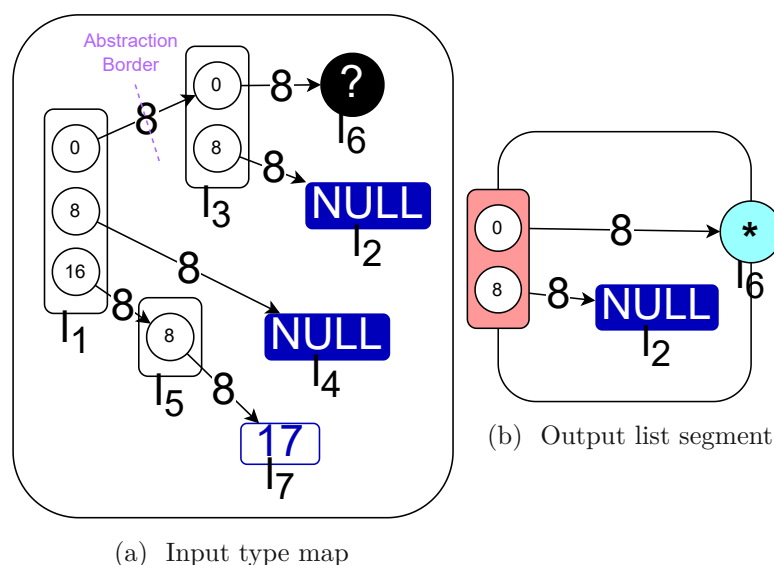 Abstraction
Border
0
8
?
l6
0
8
8
8
l3
NULL
l2
8
16
8
8
l1
8
l5
NULL
l4
8
17
l7
(a) Input type map
0
8
*
l6
8
8
NULL
l2
(b) Output list segment